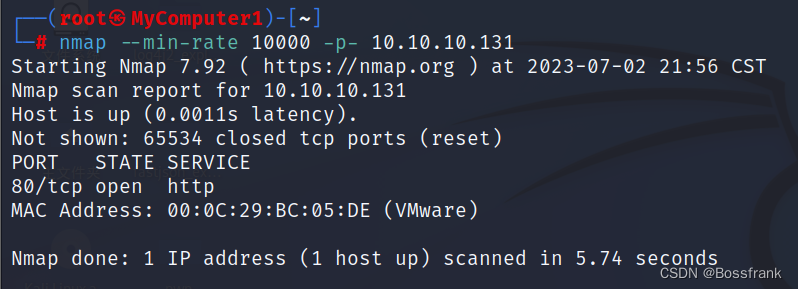 ┌──(root㉿MyComputer1)-[~]
└─# nmap --min-rate 10000 -p- 10.10.10.131
Starting Nmap 7.92 ( https://nmap.org ) at 2023-07-02 21:56 CST
Nmap scan report for 10.10.10.131
Host is up (0.0011s latency).
Not shown: 65534 closed tcp ports (reset)
PORT   STATE SERVICE
80/tcp open  http
MAC Address: 00:0C:29:BC:05:DE (VMware)
Nmap done: 1 IP address (1 host up) scanned in 5.74 seconds
CSDN @Bossfrank